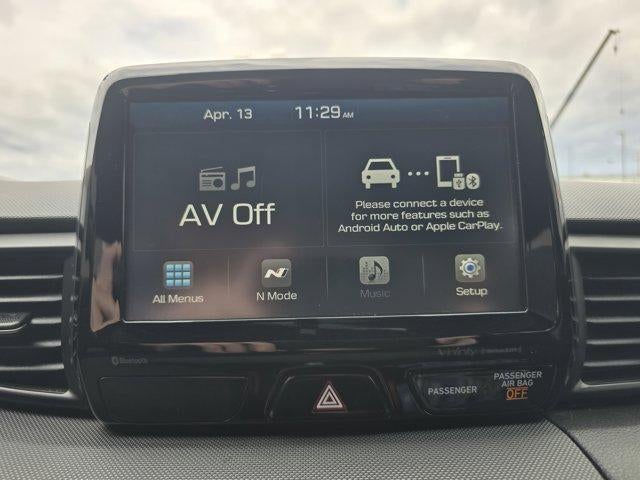 Apr. 13 11:29 AM
AV Off
Please connect a device
for more features such as
Android Auto or Apple CarPlay.
All Menus
N Mode
Music
Setup
Bluetooth
Infinity
PASSENGER
PASSENGER
AIR BAG
OFF